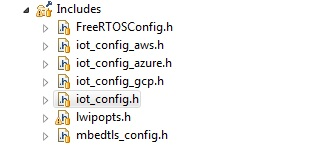 Includes
FreeRTOSConfig.h
iot_config_aws.h
iot_config_azure.h
iot_config_gcp.h
iot_config.h
lwipopts.h
mbedtls_config.h